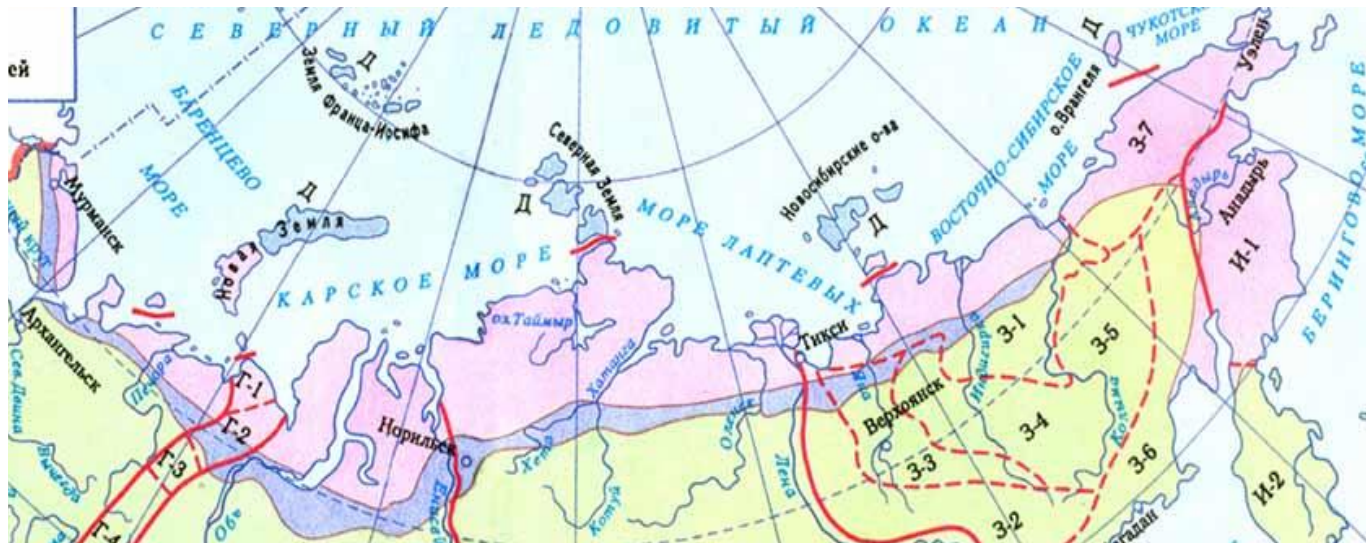 СЕВЕРНЫЙ ЛЕДОВИТЫЙ ОКЕАН
ЧУКОТСКОЕ
МОРЕ
Уэлен
ей
Д
Земля Франца-Иосифа
Д
о.Врангеля
БАРЕНЦЕВО
МОРЕ
Мурманск
Северная Земля
Д
Новосибирские о-ва
Д
ВОСТОЧНО-СИБИРСКОЕ
МОРЕ
З-7
БЕРИНГОВО МОРЕ
Анадырь
Анадырь
И-1
Д
Новая Земля
КАРСКОЕ МОРЕ
МОРЕ ЛАПТЕВЫХ
оз.Таймыр
Тикси
Архангельск
Печора
Сев.Двина
Вычегда
Г-1
Г-2
Г-3
Г-4
Обь
Норильск
Енисей
Хета
Хатанга
Котуй
Оленек
Лена
Яна
Верхоянск
Индигирка
З-1
З-5
З-4
З-3
З-2
Колыма
З-6
И-2